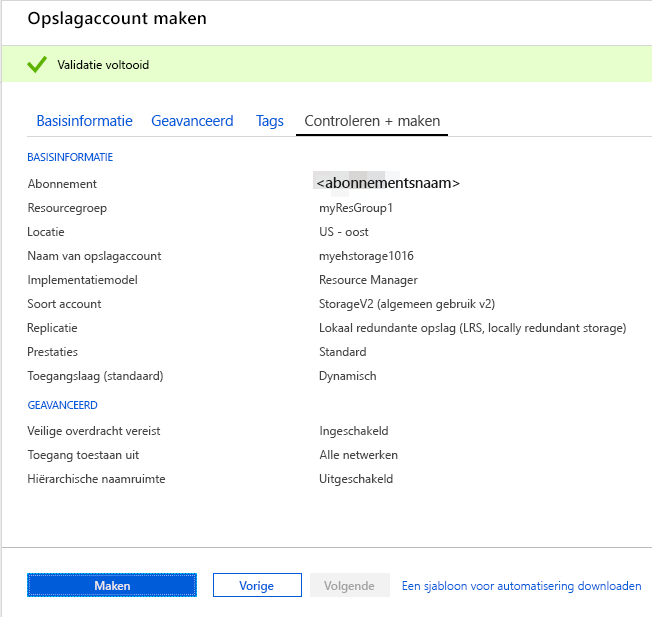 Opslagaccount maken
Validatie voltooid
Basisinformatie Geavanceerd Tags Controleren + maken
BASISINFORMATIE
Abonnement <abonnementsnaam>
Resourcegroep myResGroup1
Locatie US - oost
Naam van opslagaccount myehstorage1016
Implementatiemodel Resource Manager
Soort account StorageV2 (algemeen gebruik v2)
Replicatie Lokaal redundante opslag (LRS, locally redundant storage)
Prestaties Standard
Toegangslaag (standaard) Dynamisch
GEAVANCEERD
Veilige overdracht vereist Ingeschakeld
Toegang toestaan uit Alle netwerken
Hiërarchische naamruimte Uitgeschakeld
Maken Vorige Volgende Een sjabloon voor automatisering downloaden